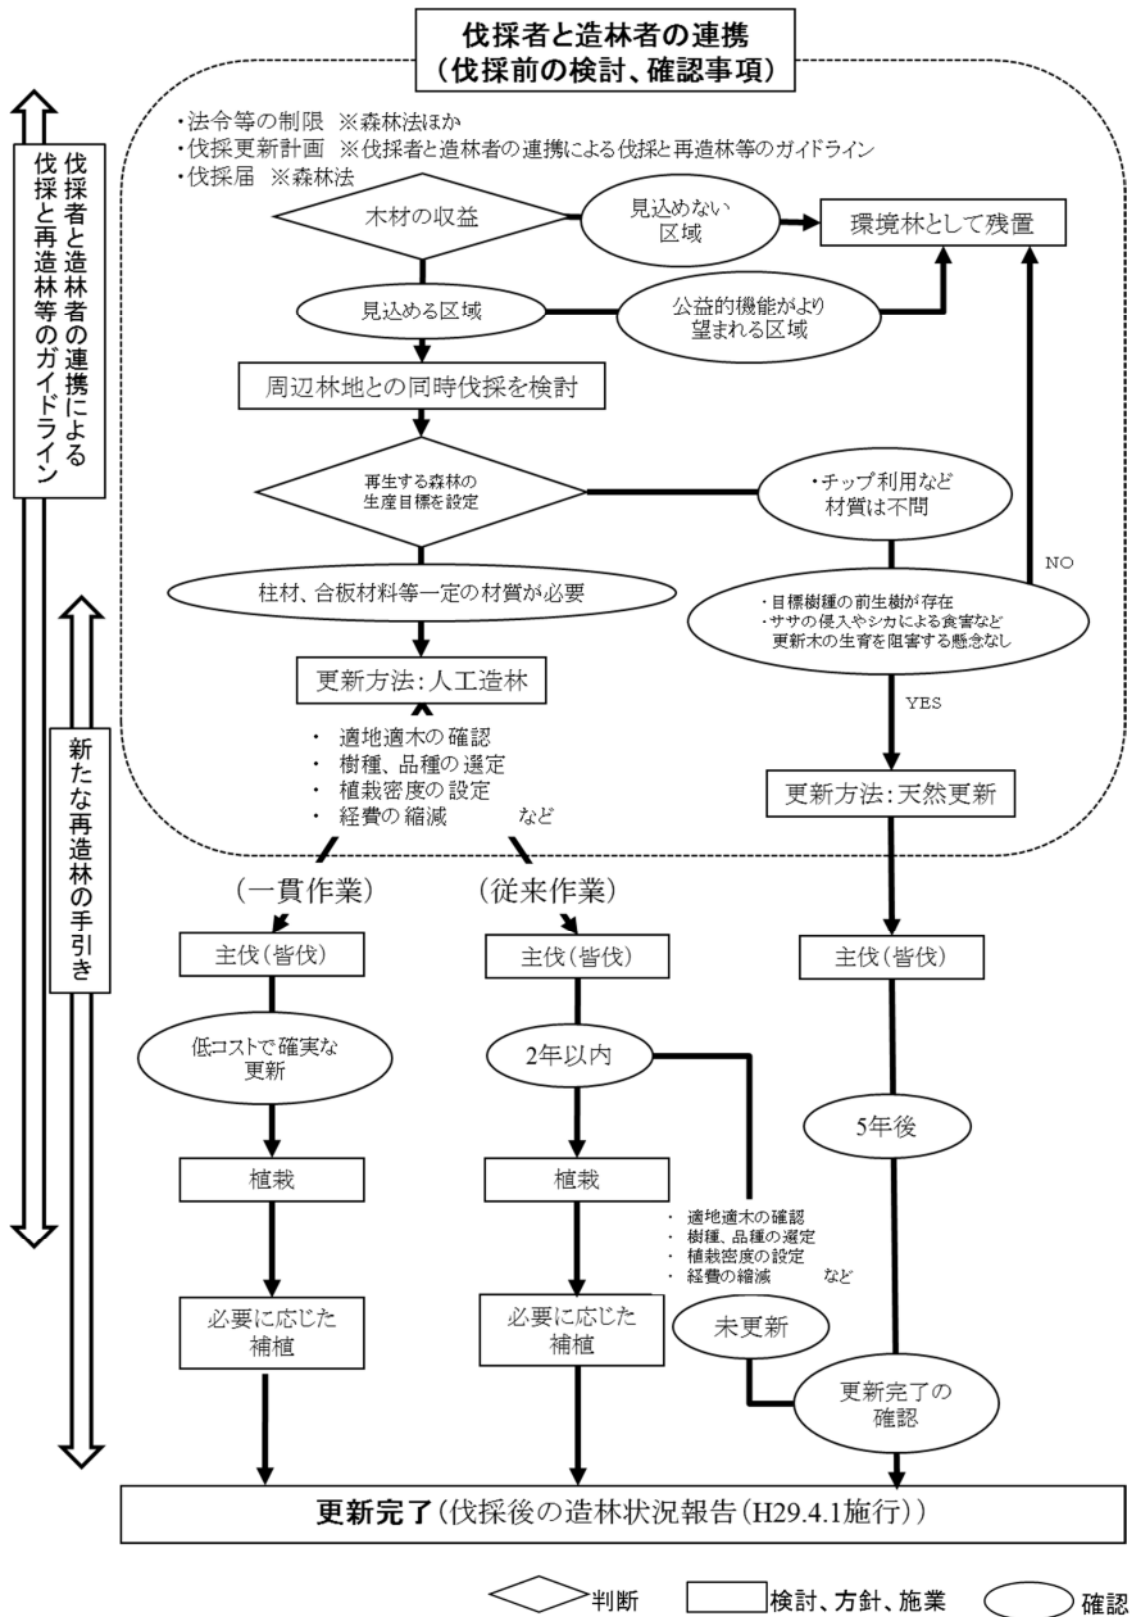 伐採者と造林者の連携
(伐採前の検討、確認事項)
・法令等の制限 ※森林法ほか
・伐採更新計画 ※伐採者と造林者の連携による伐採と再造林等のガイドライン
・伐採届 ※森林法
伐採者と造林者の連携による
伐採と再造林等のガイドライン
新たな再造林の手引き
木材の収益
見込めない
区域
環境林として残置
見込める区域
公益的機能がより
望まれる区域
周辺林地との同時伐採を検討
再生する森林の
生産目標を設定
・チップ利用など
材質は不問
柱材、合板材料等一定の材質が必要
NO
・目標樹種の前生樹が存在
・ササの侵入やシカによる食害など
更新木の生育を阻害する懸念なし
更新方法:人工造林
YES
・ 適地適木の確認
・ 樹種、品種の選定
・ 植栽密度の設定
・ 経費の縮減 など
更新方法:天然更新
(一貫作業)
(従来作業)
主伐(皆伐)
主伐(皆伐)
主伐(皆伐)
低コストで確実な
更新
2年以内
5年後
植栽
植栽
・ 適地適木の確認
・ 樹種、品種の選定
・ 植栽密度の設定
・ 経費の縮減 など
必要に応じた
補植
必要に応じた
補植
未更新
更新完了の
確認
更新完了(伐採後の造林状況報告(H29.4.1施行))
判断
検討、方針、施業
確認